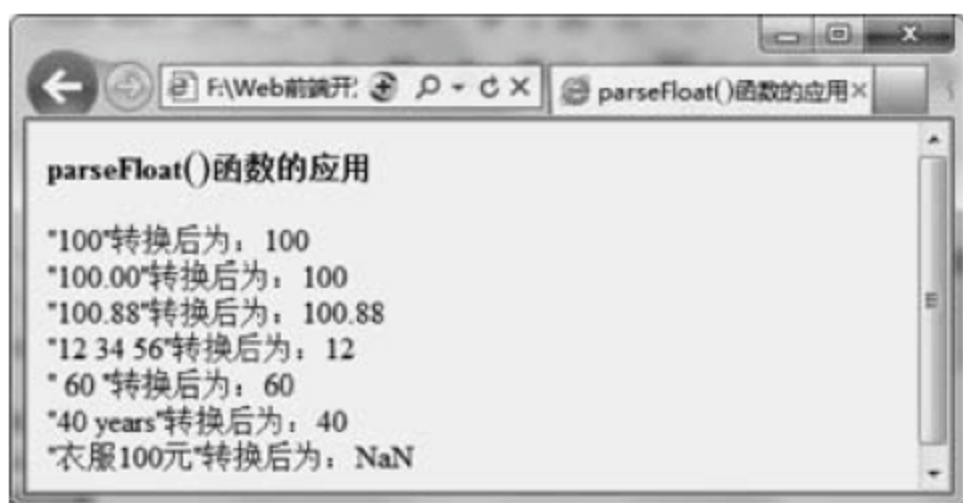 F:\Web前端开
parseFloat()函数的应用
parseFloat()函数的应用
"100"转换后为：100
"100.00"转换后为：100
"100.88"转换后为：100.88
"12 34 56"转换后为：12
" 60 "转换后为：60
"40 years"转换后为：40
"衣服100元"转换后为：NaN